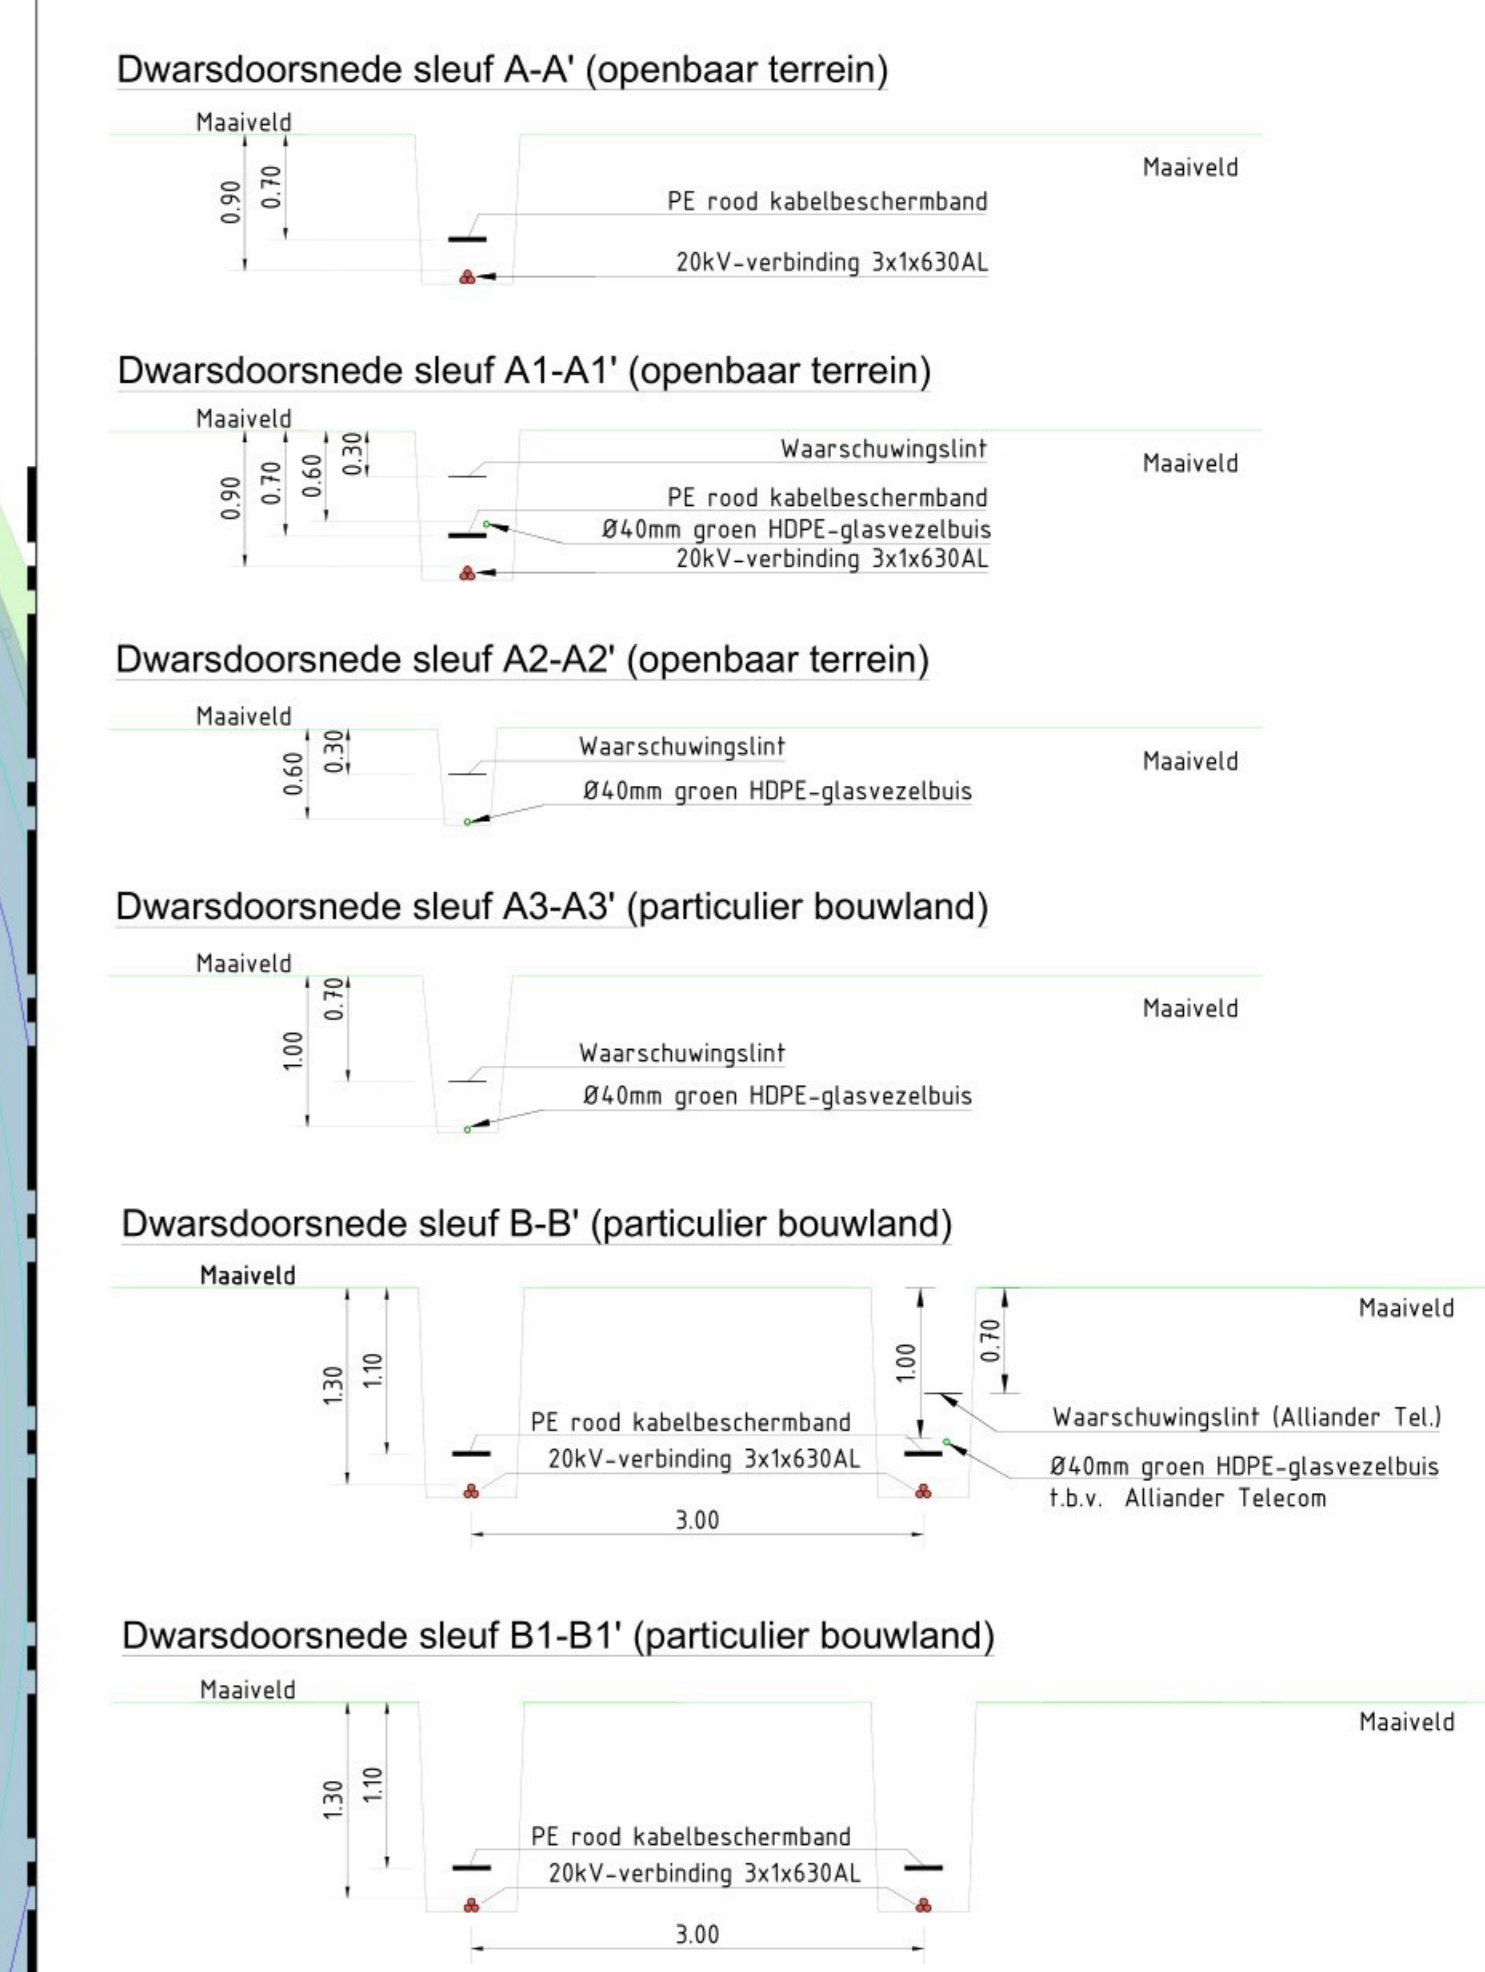 Dwarsdoorsnede sleuf A-A' (openbaar terrein)
Maaiveld
0.90
0.70
Maaiveld
PE rood kabelbeschermband
20kV-verbinding 3x1x630AL
Dwarsdoorsnede sleuf A1-A1' (openbaar terrein)
Maaiveld
0.90
0.70
0.60
0.30
Waarschuwingslint
Maaiveld
PE rood kabelbeschermband
Ø40mm groen HDPE-glasvezelbuis
20kV-verbinding 3x1x630AL
Dwarsdoorsnede sleuf A2-A2' (openbaar terrein)
Maaiveld
0.60
0.30
Waarschuwingslint
Maaiveld
Ø40mm groen HDPE-glasvezelbuis
Dwarsdoorsnede sleuf A3-A3' (particulier bouwland)
Maaiveld
1.00
0.70
Maaiveld
Waarschuwingslint
Ø40mm groen HDPE-glasvezelbuis
Dwarsdoorsnede sleuf B-B' (particulier bouwland)
Maaiveld
Maaiveld
1.30
1.10
1.00
0.70
PE rood kabelbeschermband
Waarschuwingslint (Alliander Tel.)
20kV-verbinding 3x1x630AL
Ø40mm groen HDPE-glasvezelbuis
t.b.v. Alliander Telecom
3.00
Dwarsdoorsnede sleuf B1-B1' (particulier bouwland)
Maaiveld
Maaiveld
1.30
1.10
PE rood kabelbeschermband
20kV-verbinding 3x1x630AL
3.00